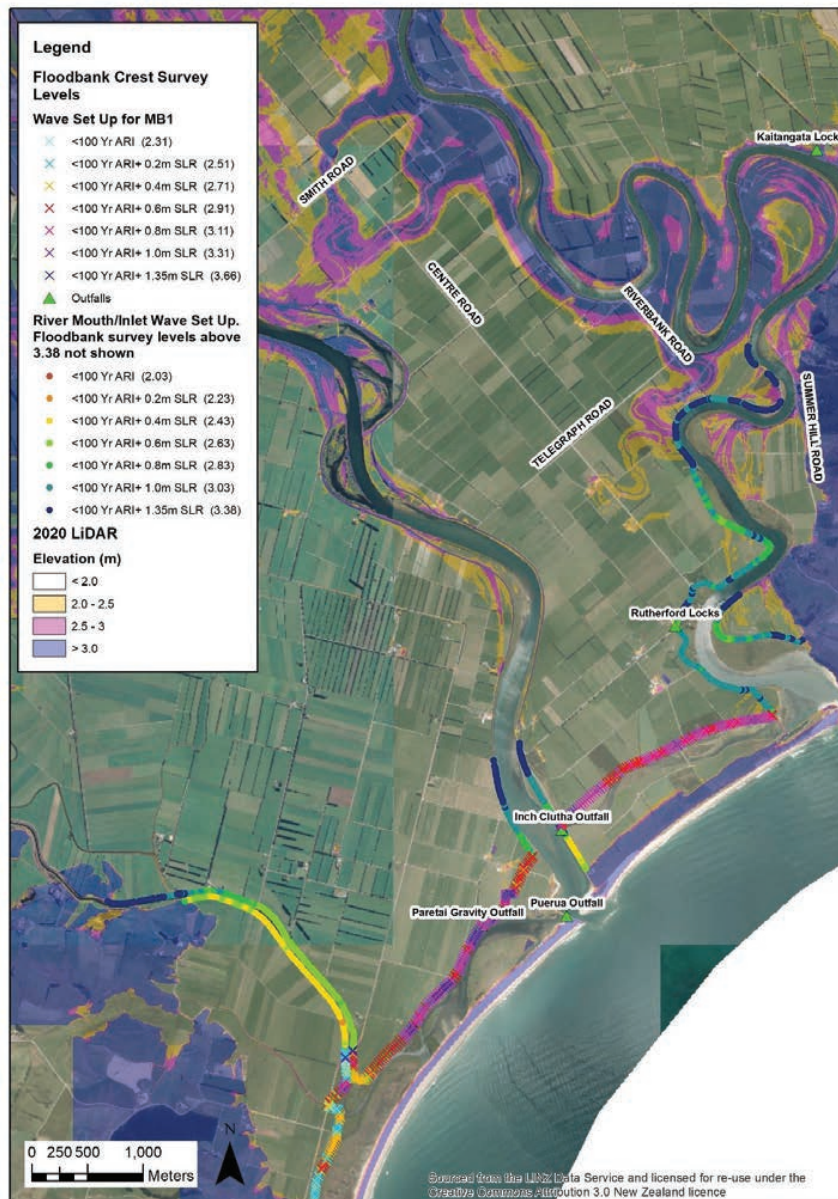 Legend
Floodbank Crest Survey
Levels
Wave Set Up for MB1
<100 Yr ARI (2.31)
<100 Yr ARI+ 0.2m SLR (2.51)
<100 Yr ARI+ 0.4m SLR (2.71)
<100 Yr ARI+ 0.6m SLR (2.91)
<100 Yr ARI+ 0.8m SLR (3.11)
<100 Yr ARI+ 1.0m SLR (3.31)
<100 Yr ARI+ 1.35m SLR (3.66)
Outfalls
River Mouth/Inlet Wave Set Up.
Floodbank survey levels above
3.38 not shown
<100 Yr ARI (2.03)
<100 Yr ARI+ 0.2m SLR (2.23)
<100 Yr ARI+ 0.4m SLR (2.43)
<100 Yr ARI+ 0.6m SLR (2.63)
<100 Yr ARI+ 0.8m SLR (2.83)
<100 Yr ARI+ 1.0m SLR (3.03)
<100 Yr ARI+ 1.35m SLR (3.38)
2020 LiDAR
Elevation (m)
< 2.0
2.0 - 2.5
2.5 - 3
> 3.0
Kaitangata Lock
SMITH ROAD
CENTRE ROAD
RIVERBANK ROAD
SUMMER HILL ROAD
TELEGRAPH ROAD
Rutherford Locks
Inch Clutha Outfall
Puerua Outfall
Paretai Gravity Outfall
N
0 250 500 1,000
Meters
Sourced from the LINZ Data Service and licensed for re-use under the
Creative Commons Attribution 3.0 New Zealand licence